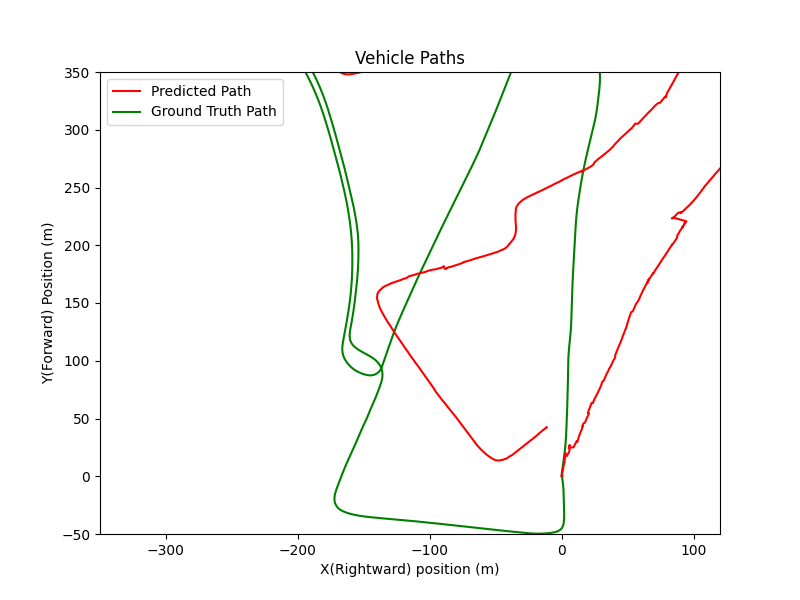 Vehicle Paths
Predicted Path
Ground Truth Path
Y(Forward) Position (m)
350
300
250
200
150
100
50
0
−50
−300
−200
−100
0
100
X(Rightward) position (m)